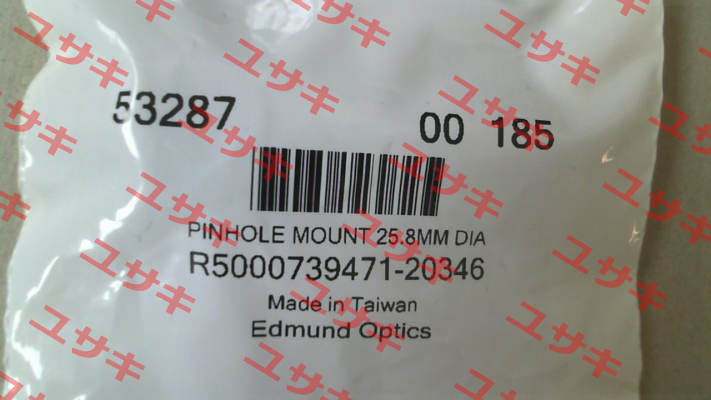 53287 00 185
PINHOLE MOUNT 25.8MM DIA
R5000739471-20346
Made in Taiwan
Edmund Optics
ユサキ